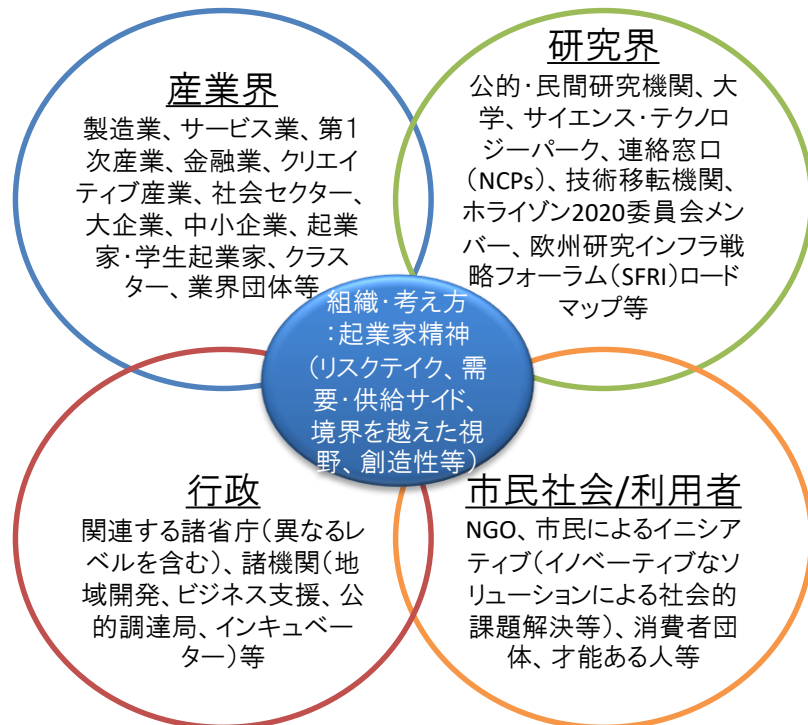 産業界
製造業、サービス業、第1
次産業、金融業、クリエイ
ティブ産業、社会セクター、
大企業、中小企業、起業
家・学生起業家、クラス
ター、業界団体等
研究界
公的・民間研究機関、大
学、サイエンス・テクノロ
ジーパーク、連絡窓口
(NCPs)、技術移転機関、
ホライゾン2020委員会メン
バー、欧州研究インフラ戦
略フォーラム(SFRI)ロード
マップ等
組織・考え方
:起業家精神
(リスクテイク、需
要・供給サイド、
境界を越えた視
野、創造性等)
行政
関連する諸省庁(異なるレ
ベルを含む)、諸機関(地
域開発、ビジネス支援、公
的調達局、インキュベー
ター)等
市民社会/利用者
NGO、市民によるイニシア
ティブ(イノベーティブなソ
リューションによる社会的
課題解決等)、消費者団
体、才能ある人等